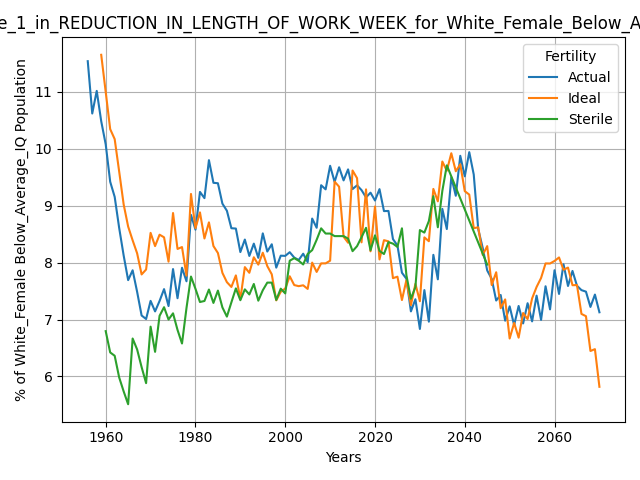 e_1_in_REDUCTION_IN_LENGTH_OF_WORK_WEEK_for_White_Female_Below_A
Fertility
Actual
Ideal
Sterile
% of White_Female Below_Average_IQ Population
11
10
9
8
7
6
1960 1980 2000 2020 2040 2060
Years